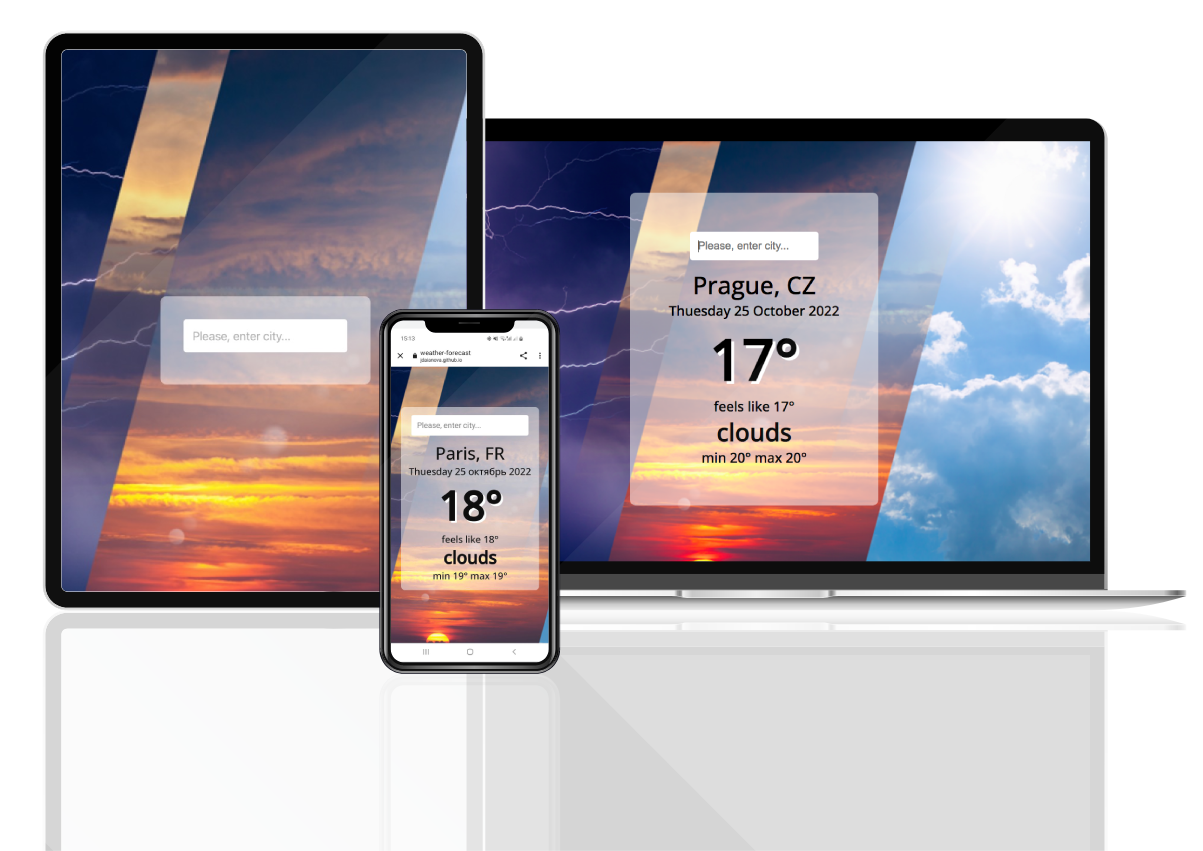 Please, enter city...
15:13
weather-forecast
jdaianova.github.io
Please, enter city...
Paris, FR
Thuesday 25 октябрь 2022
18°
feels like 18°
clouds
min 19° max 19°
Please, enter city...
Prague, CZ
Thuesday 25 October 2022
17°
feels like 17°
clouds
min 20° max 20°